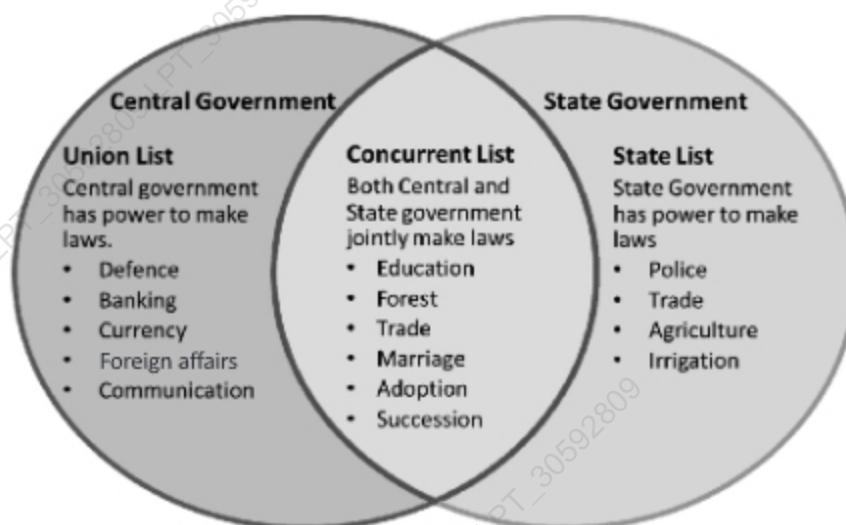 Central Government
Union List
Central government
has power to make
laws.
• Defence
• Banking
• Currency
• Foreign affairs
• Communication
Concurrent List
Both Central and
State government
jointly make laws
• Education
• Forest
• Trade
• Marriage
• Adoption
• Succession
State Government
State List
State Government
has power to make
laws
• Police
• Trade
• Agriculture
• Irrigation
LPT_30592809
PT_30592809